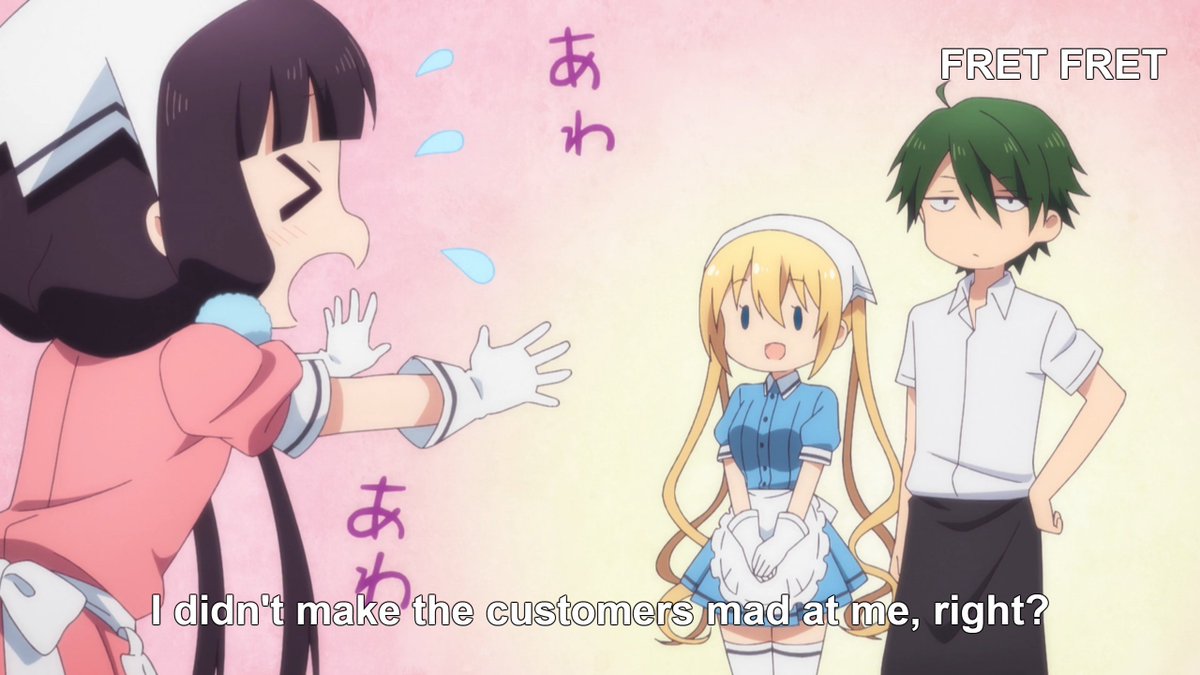 あわ
FRET FRET
あわ
I didn't make the customers mad at me, right?